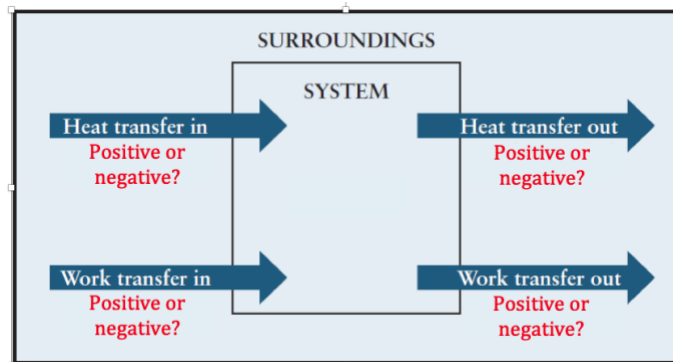 SURROUNDINGS
SYSTEM
Heat transfer in
Positive or
negative?
Heat transfer out
Positive or
negative?
Work transfer in
Positive or
negative?
Work transfer out
Positive or
negative?